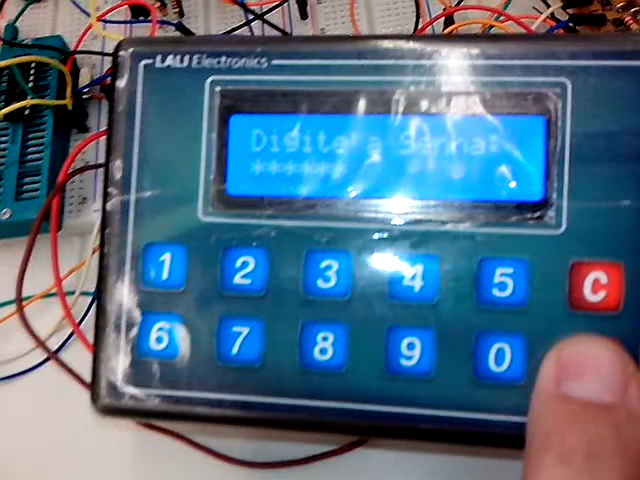 LALI Electronics
Digite a Senha:
******
1 2 3 4 5 C
6 7 8 9 0